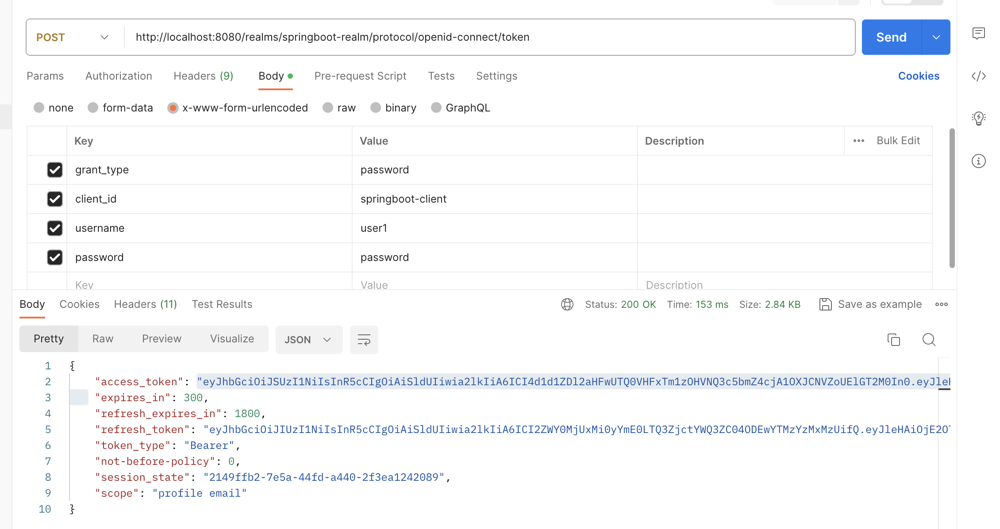 POST http://localhost:8080/realms/springboot-realm/protocol/openid-connect/token Send
Params Authorization Headers (9) Body Pre-request Script Tests Settings Cookies
none form-data x-www-form-urlencoded raw binary GraphQL
Key Value Description Bulk Edit
grant_type password
client_id springboot-client
username user1
password password
Key Value Description
Body Cookies Headers (11) Test Results Status: 200 OK Time: 153 ms Size: 2.84 KB Save as example
Pretty Raw Preview Visualize JSON
1 {
2 "access_token": "eyJhbGciOiJSUzI1NiIsInR5cCIgOiAiSldUIiwia2lkIiA6ICI4d1d1ZDl2aHFwUTQ0VHFxTm1zOHVNQ3c5bmZ4cjA1OXJCNVZoUElGT2M0In0.eyJleH
3 "expires_in": 300,
4 "refresh_expires_in": 1800,
5 "refresh_token": "eyJhbGciOiJIUzI1NiIsInR5cCIgOiAiSldUIiwia2lkIiA6ICI2ZWY0MjUxMi0yYmE0LTQ3ZjctYWQ3ZC04ODEwYTMzYzMxMzUifQ.eyJleHAiOjE2OT
6 "token_type": "Bearer",
7 "not-before-policy": 0,
8 "session_state": "2149ffb2-7e5a-44fd-a440-2f3ea1242089",
9 "scope": "profile email"
10 }